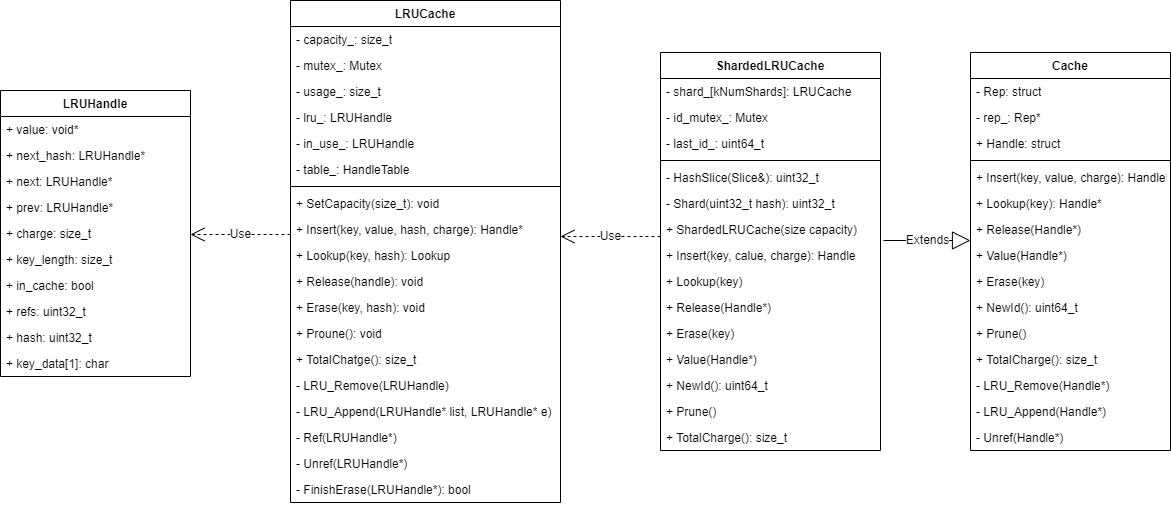 LRUHandle
+ value: void*
+ next_hash: LRUHandle*
+ next: LRUHandle*
+ prev: LRUHandle*
+ charge: size_t
+ key_length: size_t
+ in_cache: bool
+ refs: uint32_t
+ hash: uint32_t
+ key_data[1]: char
Use
LRUCache
- capacity_: size_t
- mutex_: Mutex
- usage_: size_t
- lru_: LRUHandle
- in_use_: LRUHandle
- table_: HandleTable
+ SetCapacity(size_t): void
+ Insert(key, value, hash, charge): Handle*
+ Lookup(key, hash): Lookup
+ Release(handle): void
+ Erase(key, hash): void
+ Proune(): void
+ TotalChatge(): size_t
- LRU_Remove(LRUHandle)
- LRU_Append(LRUHandle* list, LRUHandle* e)
- Ref(LRUHandle*)
- Unref(LRUHandle*)
- FinishErase(LRUHandle*): bool
Use
ShardedLRUCache
- shard_[kNumShards]: LRUCache
- id_mutex_: Mutex
- last_id_: uint64_t
- HashSlice(Slice&): uint32_t
- Shard(uint32_t hash): uint32_t
+ ShardedLRUCache(size capacity)
+ Insert(key, calue, charge): Handle
+ Lookup(key)
+ Release(Handle*)
+ Erase(key)
+ Value(Handle*)
+ NewId(): uint64_t
+ Prune()
+ TotalCharge(): size_t
Extends
Cache
- Rep: struct
- rep_: Rep*
+ Handle: struct
+ Insert(key, value, charge): Handle
+ Lookup(key): Handle*
+ Release(Handle*)
+ Value(Handle*)
+ Erase(key)
+ NewId(): uint64_t
+ Prune()
+ TotalCharge(): size_t
- LRU_Remove(Handle*)
- LRU_Append(Handle*)
- Unref(Handle*)